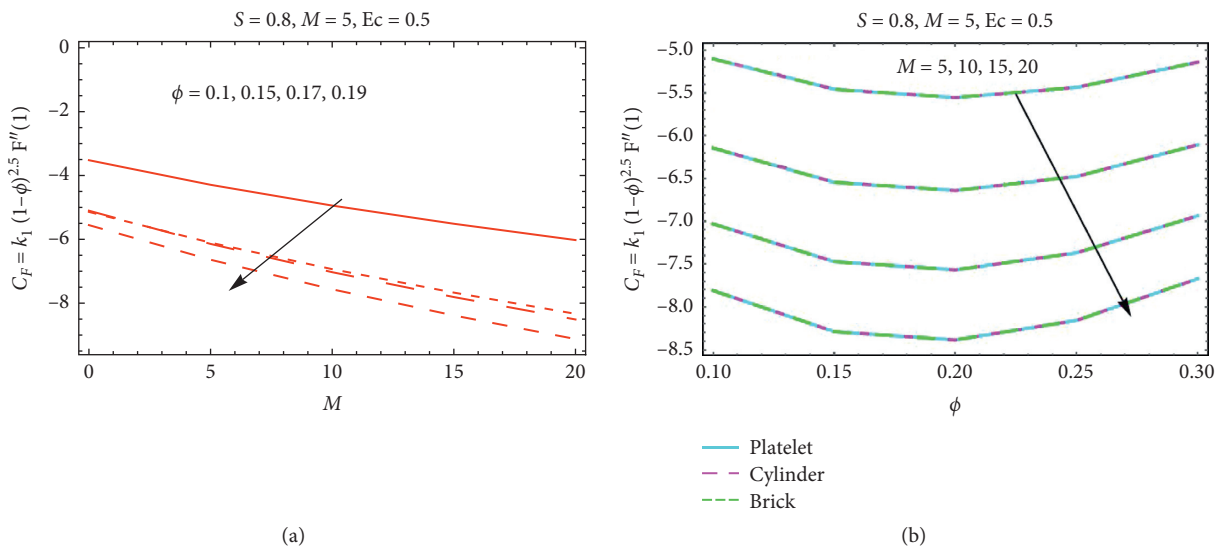 S = 0.8, M = 5, Ec = 0.5
0
−2
−4
−6
−8
C_F = k_1 (1−ϕ)^2.5 F″(1)
ϕ = 0.1, 0.15, 0.17, 0.19
0 5 10 15 20
M
(a)
S = 0.8, M = 5, Ec = 0.5
−5.0
−5.5
−6.0
−6.5
−7.0
−7.5
−8.0
−8.5
C_F = k_1 (1−ϕ)^2.5 F″(1)
M = 5, 10, 15, 20
0.10 0.15 0.20 0.25 0.30
ϕ
Platelet
Cylinder
Brick
(b)